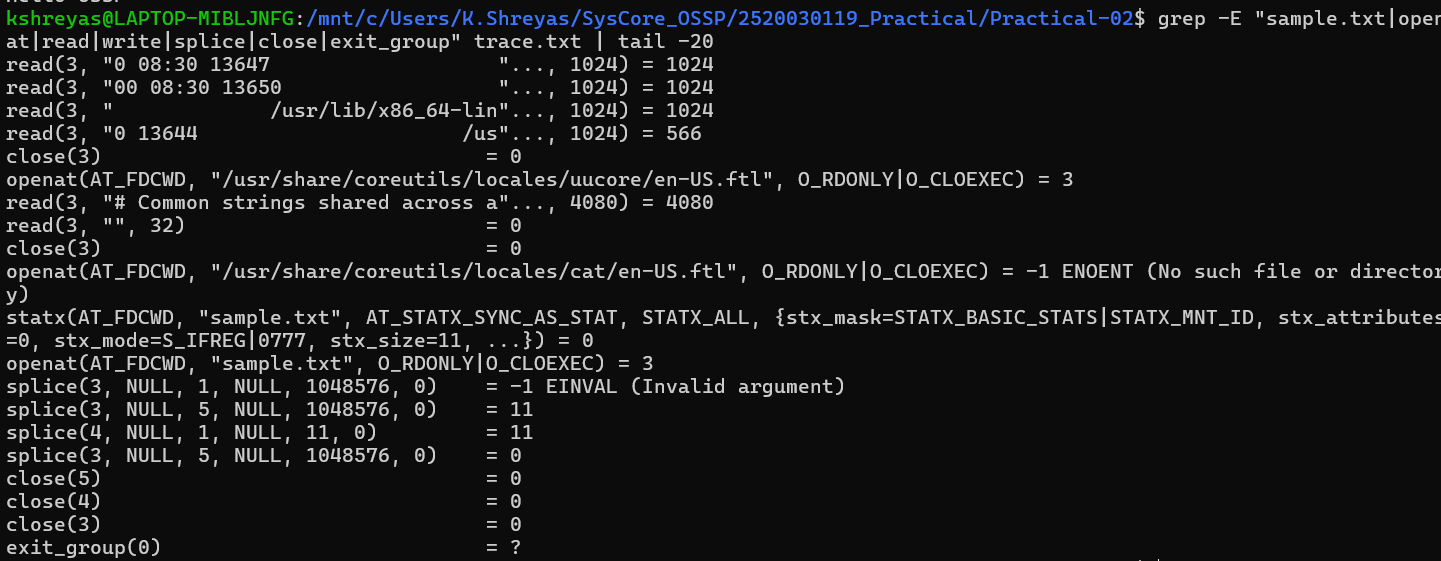 kshreyas@LAPTOP-MIBLJNFG:/mnt/c/Users/K.Shreyas/SysCore_OSSP/2520030119_Practical/Practical-02$ grep -E "sample.txt|open
at|read|write|splice|close|exit_group" trace.txt | tail -20
read(3, "0 08:30 13647                    "..., 1024) = 1024
read(3, "00 08:30 13650                   "..., 1024) = 1024
read(3, "              /usr/lib/x86_64-lin"..., 1024) = 1024
read(3, "0 13644                       /us"..., 1024) = 566
close(3)                                = 0
openat(AT_FDCWD, "/usr/share/coreutils/locales/uucore/en-US.ftl", O_RDONLY|O_CLOEXEC) = 3
read(3, "# Common strings shared across a"..., 4080) = 4080
read(3, "", 32)                         = 0
close(3)                                = 0
openat(AT_FDCWD, "/usr/share/coreutils/locales/cat/en-US.ftl", O_RDONLY|O_CLOEXEC) = -1 ENOENT (No such file or director
y)
statx(AT_FDCWD, "sample.txt", AT_STATX_SYNC_AS_STAT, STATX_ALL, {stx_mask=STATX_BASIC_STATS|STATX_MNT_ID, stx_attributes
=0, stx_mode=S_IFREG|0777, stx_size=11, ...}) = 0
openat(AT_FDCWD, "sample.txt", O_RDONLY|O_CLOEXEC) = 3
splice(3, NULL, 1, NULL, 1048576, 0)    = -1 EINVAL (Invalid argument)
splice(3, NULL, 5, NULL, 1048576, 0)    = 11
splice(4, NULL, 1, NULL, 11, 0)         = 11
splice(3, NULL, 5, NULL, 1048576, 0)    = 0
close(5)                                = 0
close(4)                                = 0
close(3)                                = 0
exit_group(0)                           = ?